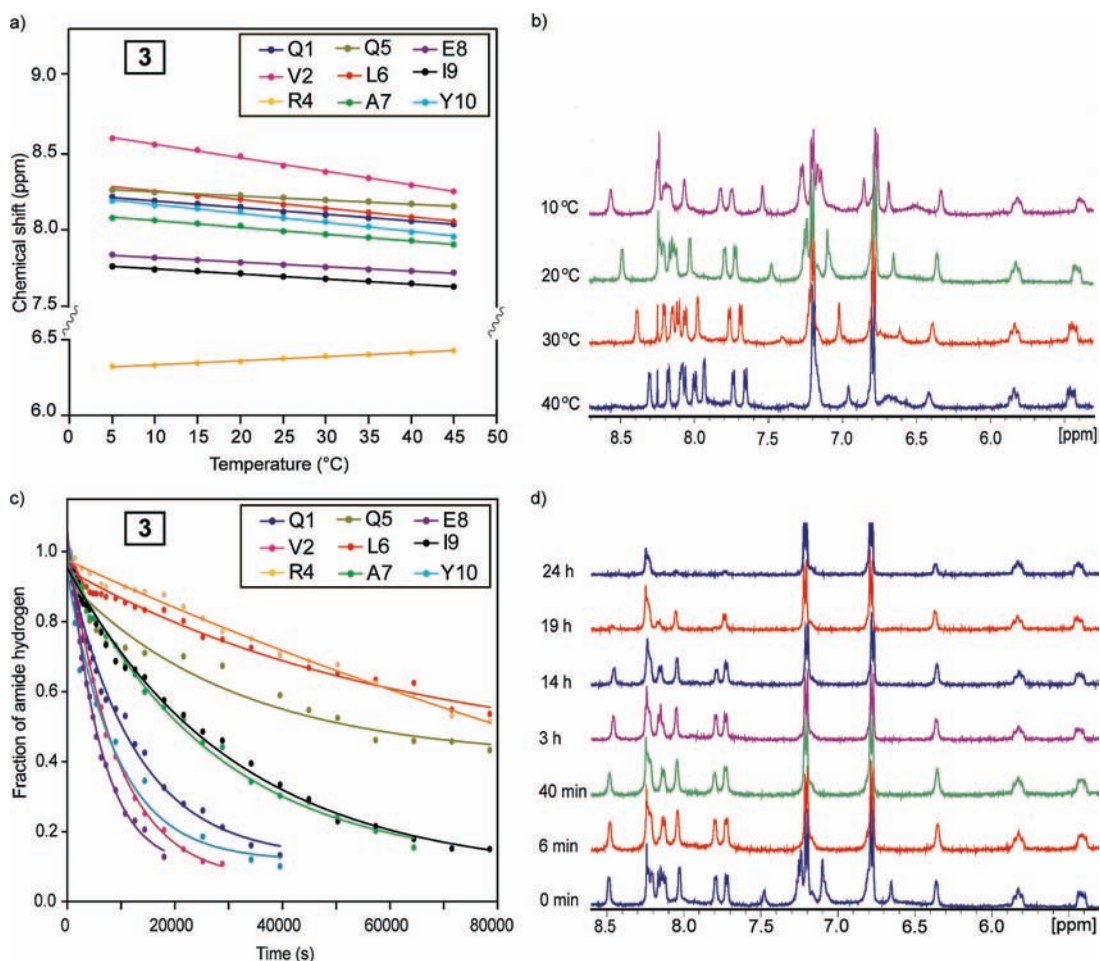 a)
3
Q1 Q5 E8
V2 L6 I9
R4 A7 Y10
9.0
8.5
8.0
7.5
6.5
6.0
Chemical shift (ppm)
0 5 10 15 20 25 30 35 40 45 50
Temperature (°C)
b)
10 ºC
20 ºC
30 ºC
40 ºC
8.5 8.0 7.5 7.0 6.5 6.0 [ppm]
c)
3
Q1 Q5 E8
V2 L6 I9
R4 A7 Y10
1.0
0.8
0.6
0.4
0.2
0.0
Fraction of amide hydrogen
0 20000 40000 60000 80000
Time (s)
d)
24 h
19 h
14 h
3 h
40 min
6 min
0 min
8.5 8.0 7.5 7.0 6.5 6.0 [ppm]